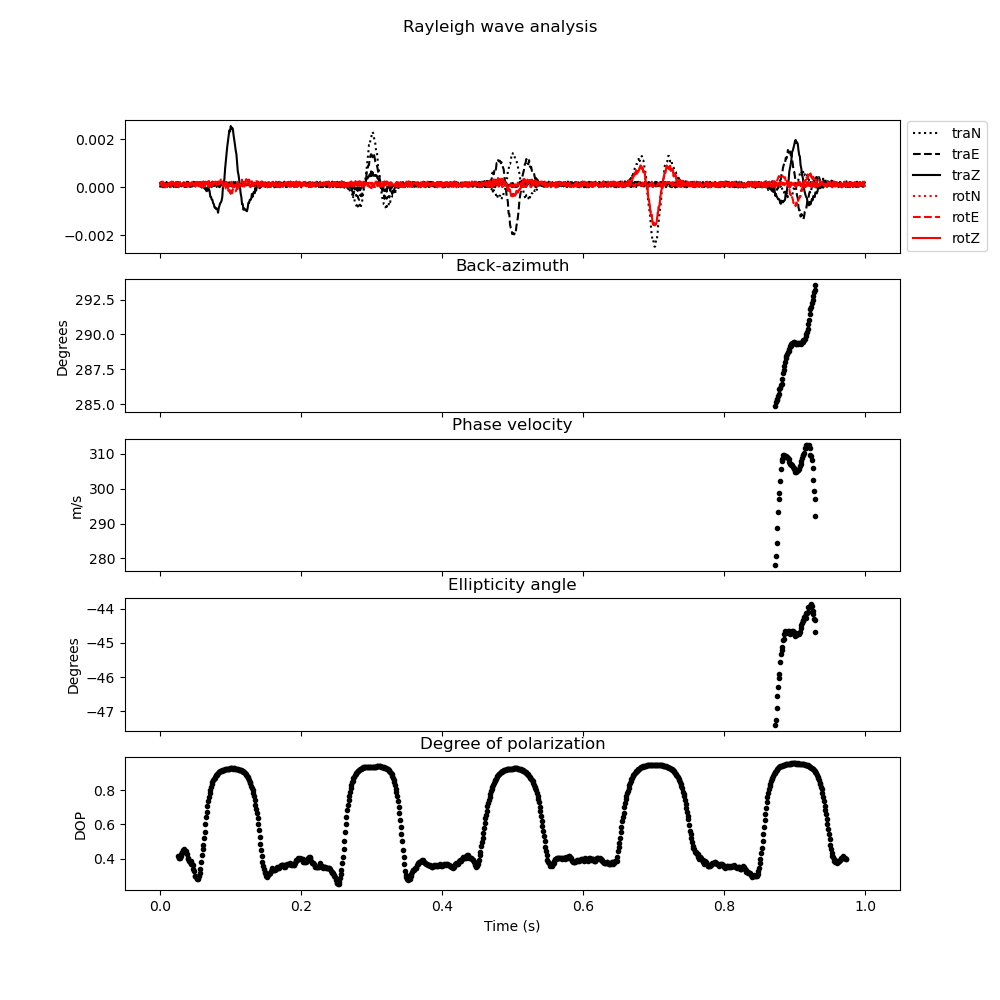 Rayleigh wave analysis
0.002
0.000
−0.002
traN
traE
traZ
rotN
rotE
rotZ
Back-azimuth
292.5
290.0
287.5
285.0
Degrees
Phase velocity
310
300
290
280
m/s
Ellipticity angle
−44
−45
−46
−47
Degrees
Degree of polarization
0.8
0.6
0.4
DOP
0.0 0.2 0.4 0.6 0.8 1.0
Time (s)